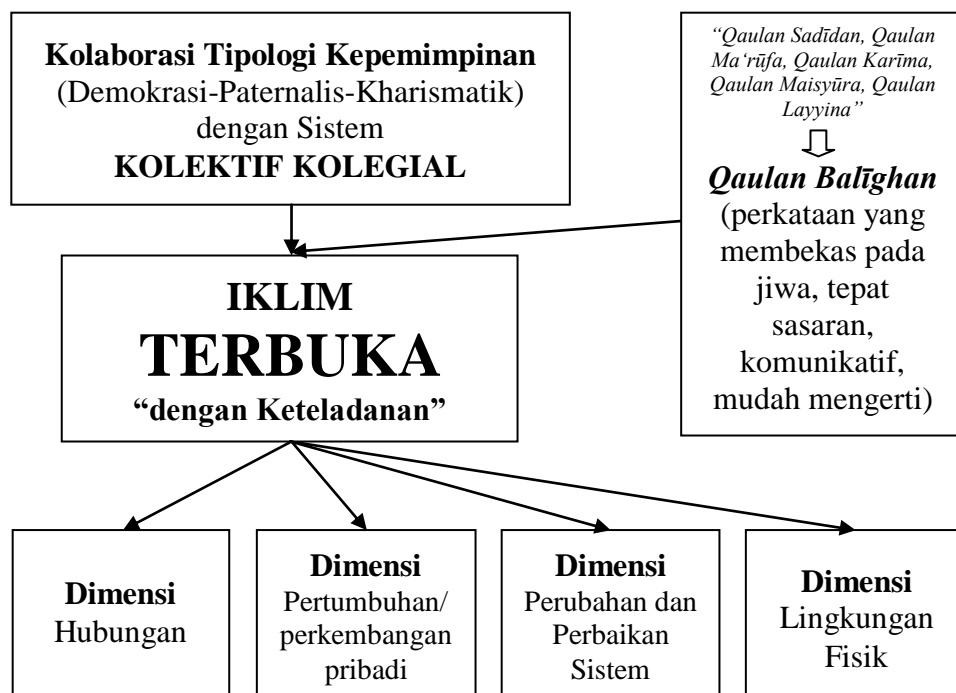 Kolaborasi Tipologi Kepemimpinan
(Demokrasi-Paternalis-Kharismatik)
dengan Sistem
KOLEKTIF KOLEGIAL
“Qaulan Sadīdan, Qaulan
Ma‘rūfa, Qaulan Karīma,
Qaulan Maisyūra, Qaulan
Layyina”
Qaulan Balīghan
(perkataan yang
membekas pada
jiwa, tepat
sasaran,
komunikatif,
mudah mengerti)
IKLIM
TERBUKA
“dengan Keteladanan”
Dimensi
Hubungan
Dimensi
Pertumbuhan/
perkembangan
pribadi
Dimensi
Perubahan dan
Perbaikan
Sistem
Dimensi
Lingkungan
Fisik